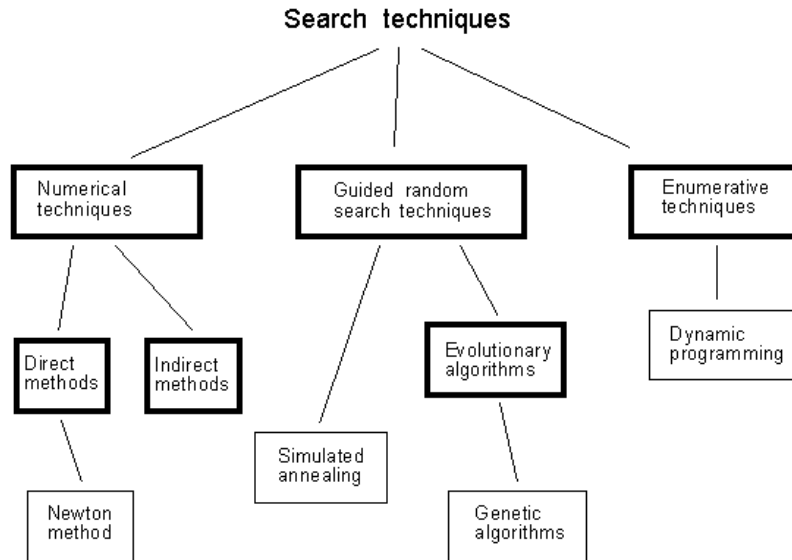 Search techniques
Numerical
techniques
Guided random
search techniques
Enumerative
techniques
Direct
methods
Indirect
methods
Evolutionary
algorithms
Dynamic
programming
Simulated
annealing
Newton
method
Genetic
algorithms